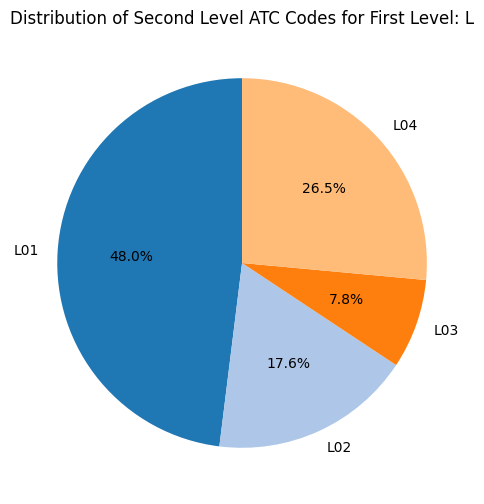 Distribution of Second Level ATC Codes for First Level: L
L04
26.5%
L01
48.0%
7.8%
L03
17.6%
L02